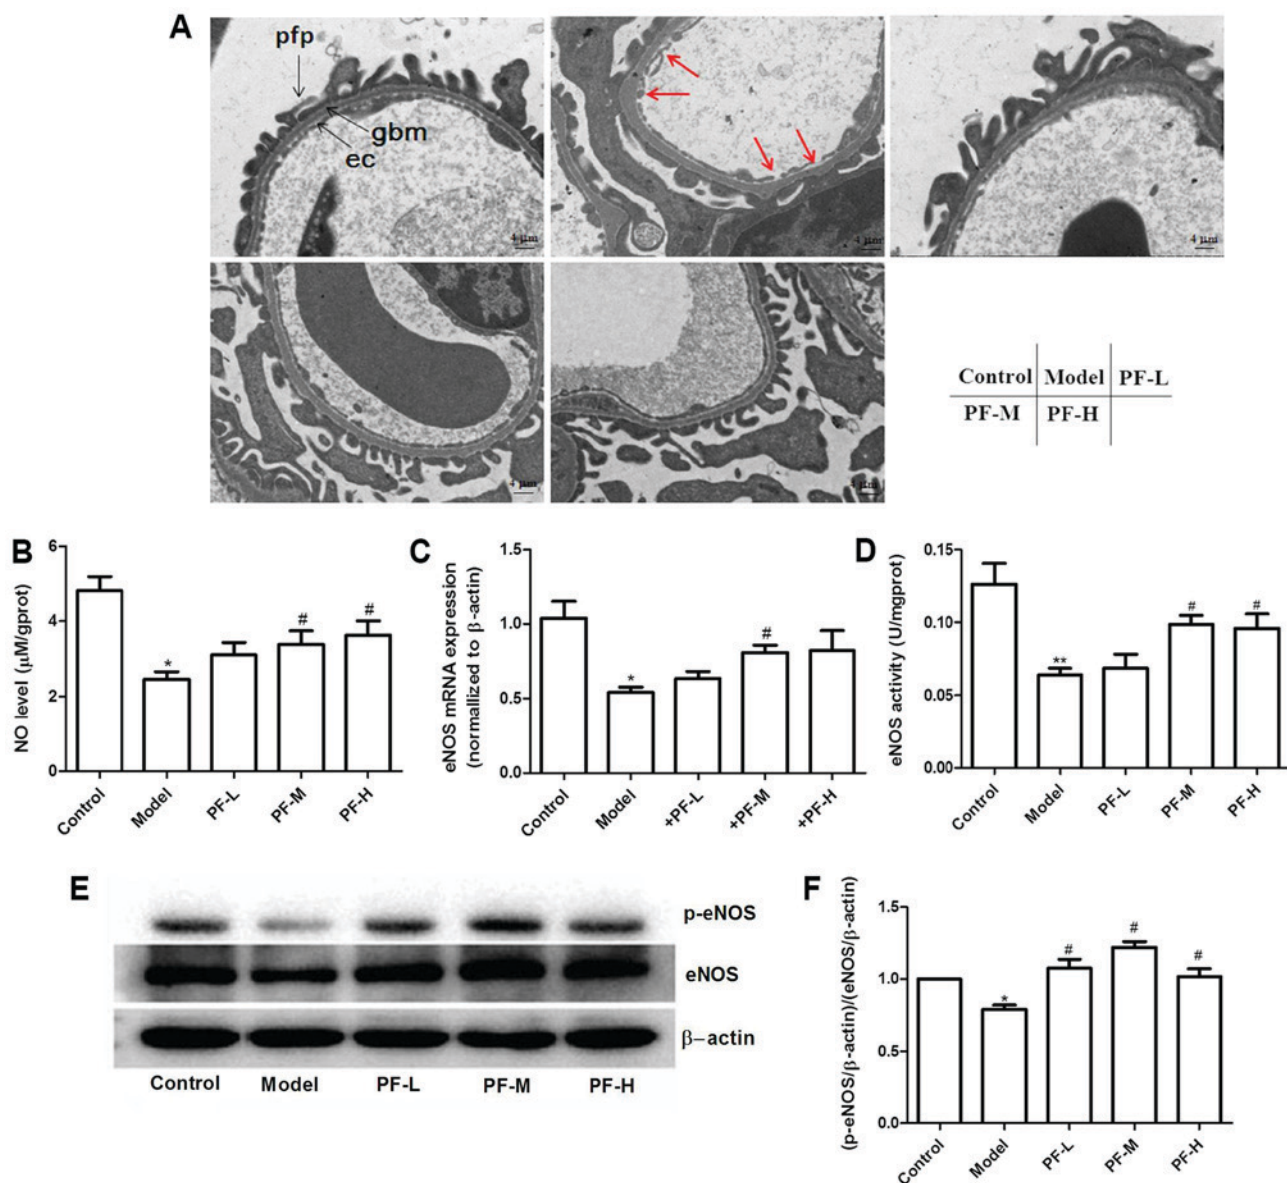 A
pfp
gbm
ec
4 μm
4 μm
4 μm
4 μm
4 μm
Control Model PF-L
PF-M PF-H
B
NO level (μM/gprot)
6
4
2
0
*
#
#
Control
Model
PF-L
PF-M
PF-H
C
eNOS mRNA expression
(normallized to β-actin)
1.5
1.0
0.5
0.0
*
#
Control
Model
+PF-L
+PF-M
+PF-H
D
eNOS activity (U/mgprot)
0.15
0.10
0.05
0.00
**
#
#
Control
Model
PF-L
PF-M
PF-H
E
p-eNOS
eNOS
β-actin
Control Model PF-L PF-M PF-H
F
(p-eNOS/β-actin)/(eNOS/β-actin)
1.5
1.0
0.5
0.0
*
#
#
#
Control
Model
PF-L
PF-M
PF-H